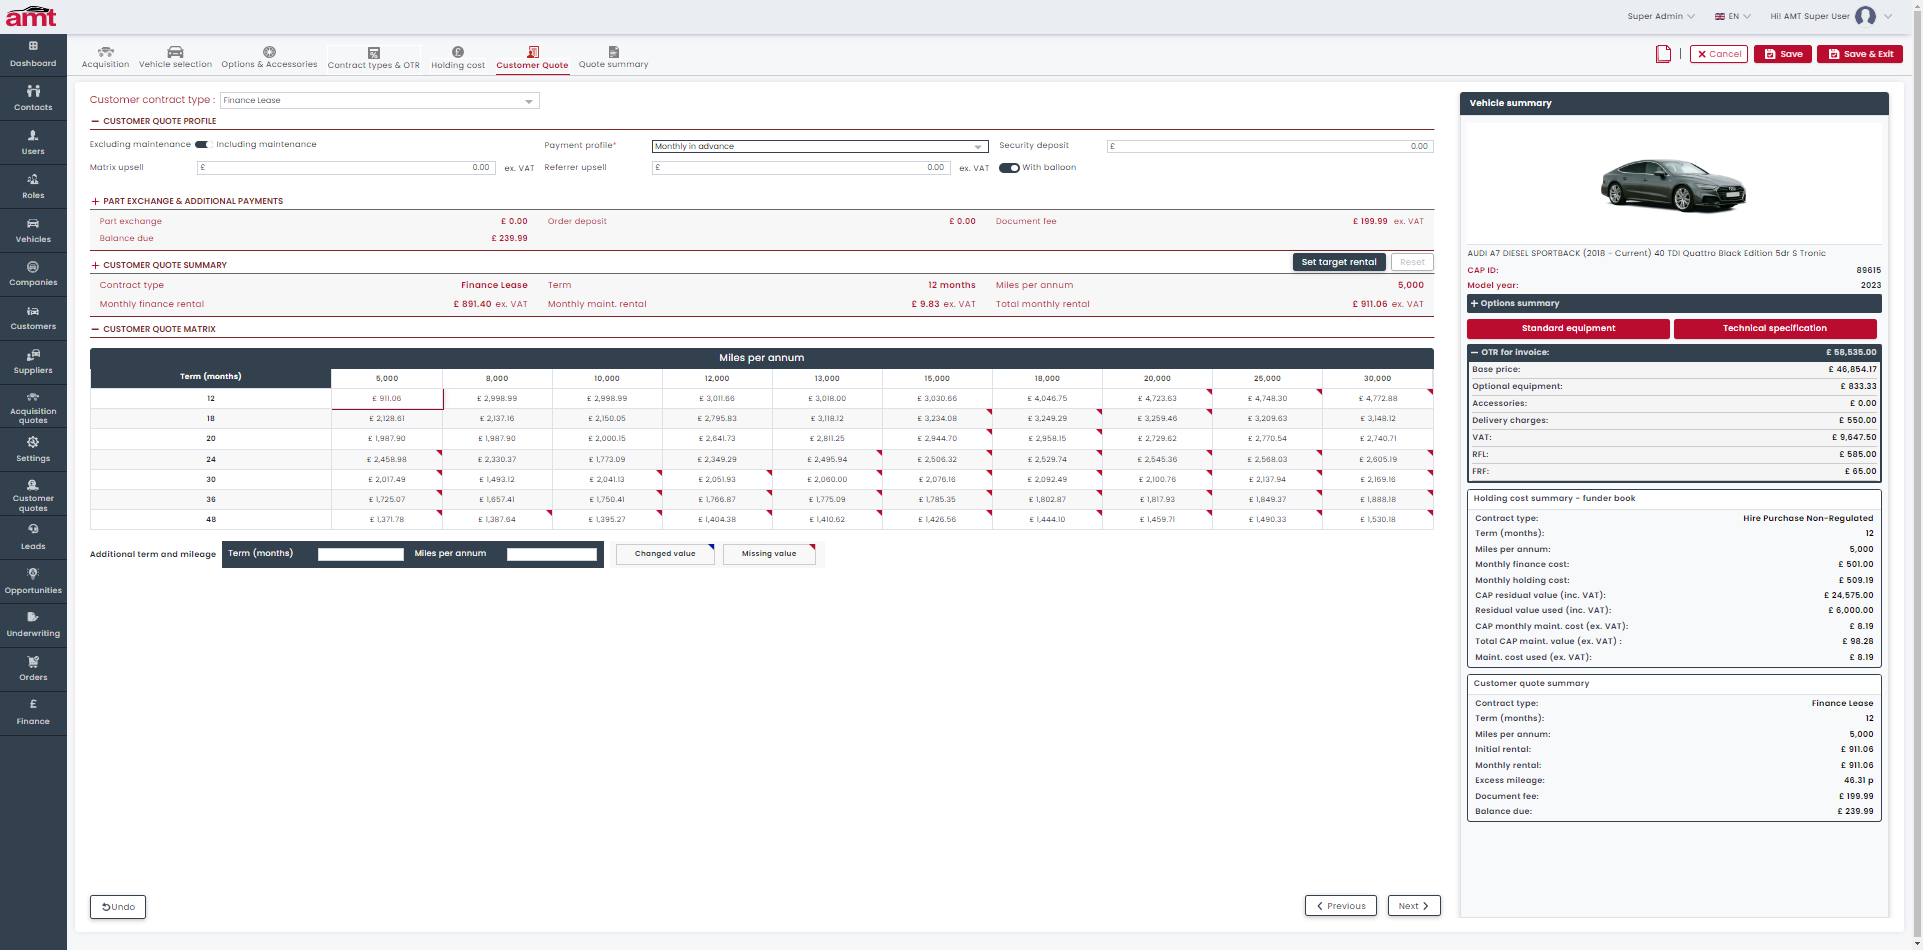 amt
Super Admin
EN
Hi! AMT Super User
Dashboard
Contacts
Users
Roles
Vehicles
Companies
Customers
Suppliers
Acquisition
quotes
Settings
Customer
quotes
Leads
Opportunities
Underwriting
Orders
Finance
Acquisition Vehicle selection Options & Accessories Contract types & OTR Holding cost Customer Quote Quote summary
Cancel Save Save & Exit
Customer contract type : Finance Lease
CUSTOMER QUOTE PROFILE
Excluding maintenance Including maintenance Payment profile* Monthly in advance Security deposit £ 0.00
Matrix upsell £ 0.00 ex. VAT Referrer upsell £ 0.00 ex. VAT With balloon
PART EXCHANGE & ADDITIONAL PAYMENTS
Part exchange £ 0.00 Order deposit £ 0.00 Document fee £ 199.99 ex. VAT
Balance due £ 239.99
CUSTOMER QUOTE SUMMARY Set target rental Reset
Contract type Finance Lease Term 12 months Miles per annum 5,000
Monthly finance rental £ 891.40 ex. VAT Monthly maint. rental £ 9.83 ex. VAT Total monthly rental £ 911.06 ex. VAT
CUSTOMER QUOTE MATRIX
Miles per annum
Term (months) 5,000 8,000 10,000 12,000 13,000 15,000 18,000 20,000 25,000 30,000
12 £ 911.06 £ 2,998.99 £ 2,998.99 £ 3,011.66 £ 3,018.00 £ 3,030.66 £ 4,046.75 £ 4,723.63 £ 4,748.30 £ 4,772.88
18 £ 2,128.61 £ 2,137.16 £ 2,150.05 £ 2,795.83 £ 3,118.12 £ 3,234.08 £ 3,249.29 £ 3,259.46 £ 3,209.63 £ 3,148.12
20 £ 1,987.90 £ 1,987.90 £ 2,000.15 £ 2,641.73 £ 2,811.25 £ 2,944.70 £ 2,958.15 £ 2,729.62 £ 2,770.54 £ 2,740.71
24 £ 2,458.98 £ 2,330.37 £ 1,773.09 £ 2,349.29 £ 2,495.94 £ 2,506.32 £ 2,529.74 £ 2,545.36 £ 2,568.03 £ 2,605.19
30 £ 2,017.49 £ 1,493.12 £ 2,041.13 £ 2,051.93 £ 2,060.00 £ 2,076.16 £ 2,092.49 £ 2,100.76 £ 2,137.94 £ 2,169.16
36 £ 1,725.07 £ 1,657.41 £ 1,750.41 £ 1,766.87 £ 1,775.09 £ 1,785.35 £ 1,802.87 £ 1,817.93 £ 1,849.37 £ 1,888.18
48 £ 1,371.78 £ 1,387.64 £ 1,395.27 £ 1,404.38 £ 1,410.62 £ 1,426.56 £ 1,444.10 £ 1,459.71 £ 1,490.33 £ 1,530.18
Additional term and mileage Term (months) Miles per annum Changed value Missing value
Undo Previous Next
Vehicle summary
AUDI A7 DIESEL SPORTBACK (2018 - Current) 40 TDI Quattro Black Edition 5dr S Tronic
CAP ID: 89615
Model year: 2023
Options summary
Standard equipment Technical specification
OTR for invoice: £ 58,535.00
Base price: £ 46,854.17
Optional equipment: £ 833.33
Accessories: £ 0.00
Delivery charges: £ 550.00
VAT: £ 9,647.50
RFL: £ 585.00
FRF: £ 65.00
Holding cost summary - funder book
Contract type: Hire Purchase Non-Regulated
Term (months): 12
Miles per annum: 5,000
Monthly finance cost: £ 501.00
Monthly holding cost: £ 509.19
CAP residual value (inc. VAT): £ 24,575.00
Residual value used (inc. VAT): £ 6,000.00
CAP monthly maint. cost (ex. VAT): £ 8.19
Total CAP maint. value (ex. VAT) : £ 98.28
Maint. cost used (ex. VAT): £ 8.19
Customer quote summary
Contract type: Finance Lease
Term (months): 12
Miles per annum: 5,000
Initial rental: £ 911.06
Monthly rental: £ 911.06
Excess mileage: 46.31 p
Document fee: £ 199.99
Balance due: £ 239.99